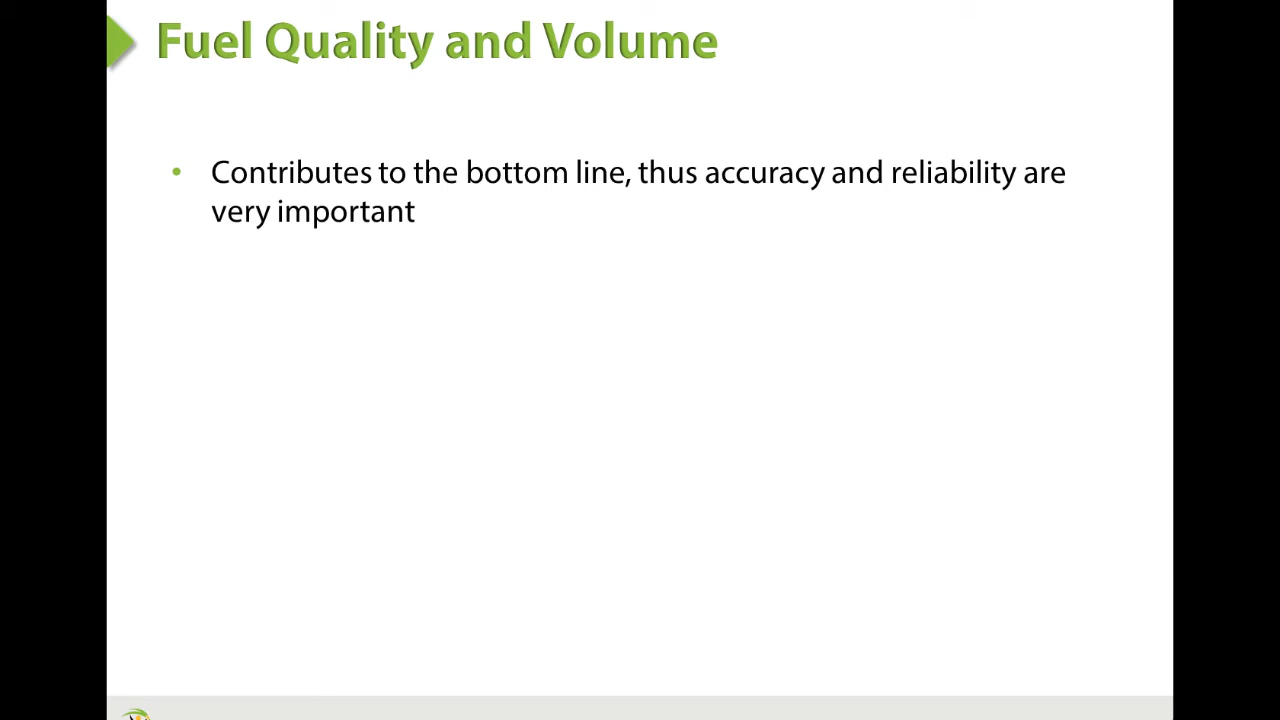 Fuel Quality and Volume
• Contributes to the bottom line, thus accuracy and reliability are
very important